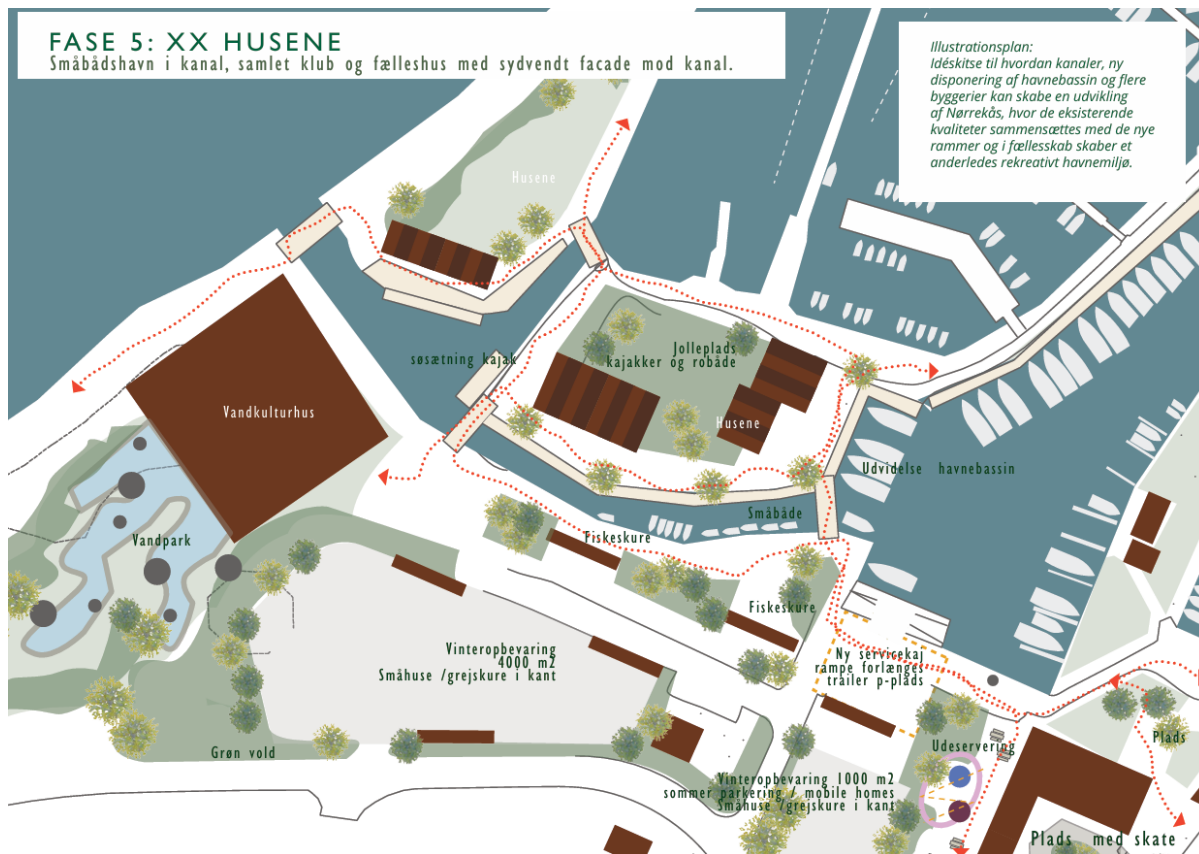 FASE 5: XX HUSENE
Småbådshavn i kanal, samlet klub og fælleshus med sydvendt facade mod kanal.
Illustrationsplan:
Idéskitse til hvordan kanaler, ny
disponering af havnebassin og flere
byggerier kan skabe en udvikling
af Nørrekås, hvor de eksisterende
kvaliteter sammensættes med de nye
rammer og i fællesskab skaber et
anderledes rekreativt havnemiljø.
Husene
søsætning kajak
Jolleplads
kajakker og robåde
Vandkulturhus
Husene
Udvidelse havnebassin
Småbåde
Fiskeskure
Vandpark
Fiskeskure
Vinteropbevaring
4000 m2
Småhuse /grejskure i kant
Ny servicekaj
rampe forlænges
trailer p-plads
Grøn vold
Udeservering
Plads
Vinteropbevaring 1000 m2
sommer parkering / mobile homes
Småhuse /grejskure i kant
Plads med skate